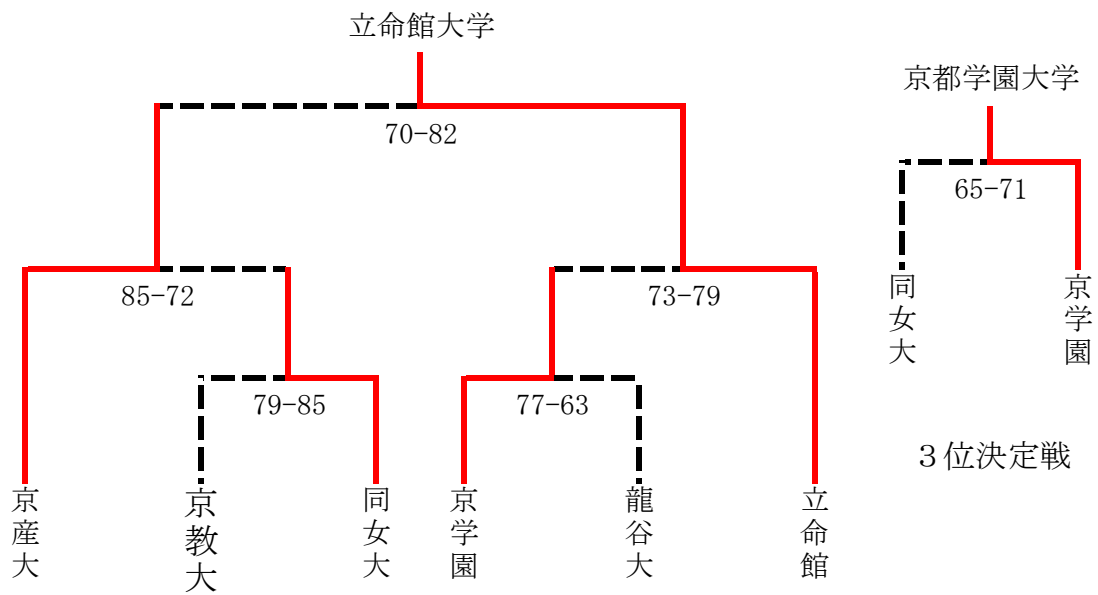 立命館大学
京都学園大学
70-82
65-71
85-72
73-79
同女大
京学園
79-85
77-63
３位決定戦
京産大
京教大
同女大
京学園
龍谷大
立命館